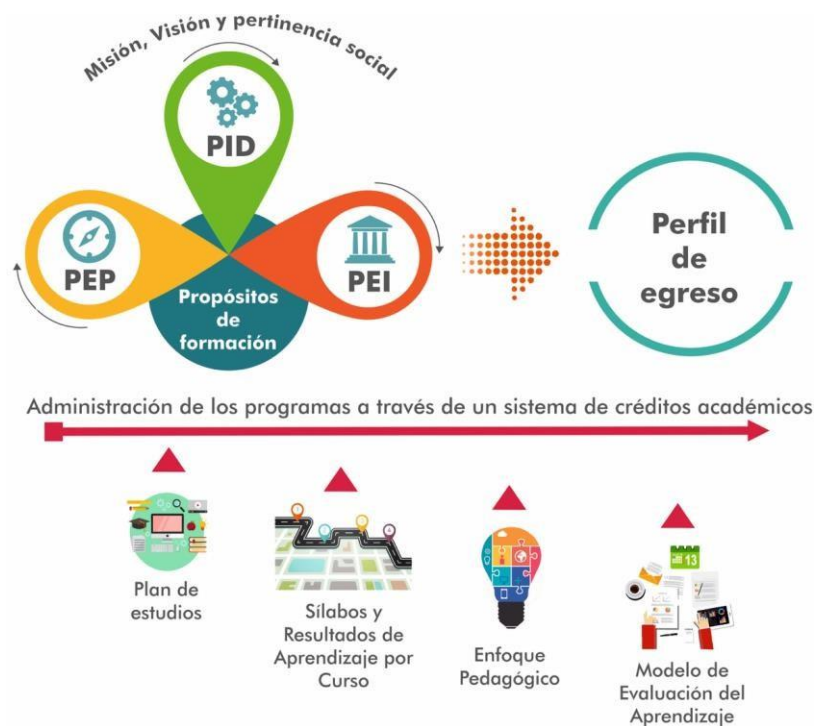 Misión, Visión y pertinencia social
PID
PEP
PEI
Propósitos
de
formación
Perfil
de
egreso
Administración de los programas a través de un sistema de créditos académicos
Plan de
estudios
Sílabos y
Resultados de
Aprendizaje por
Curso
Enfoque
Pedagógico
13
Modelo de
Evaluación del
Aprendizaje